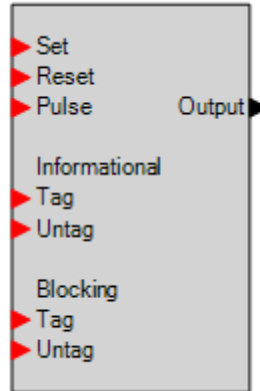 Set
Reset
Pulse Output
Informational
Tag
Untag
Blocking
Tag
Untag